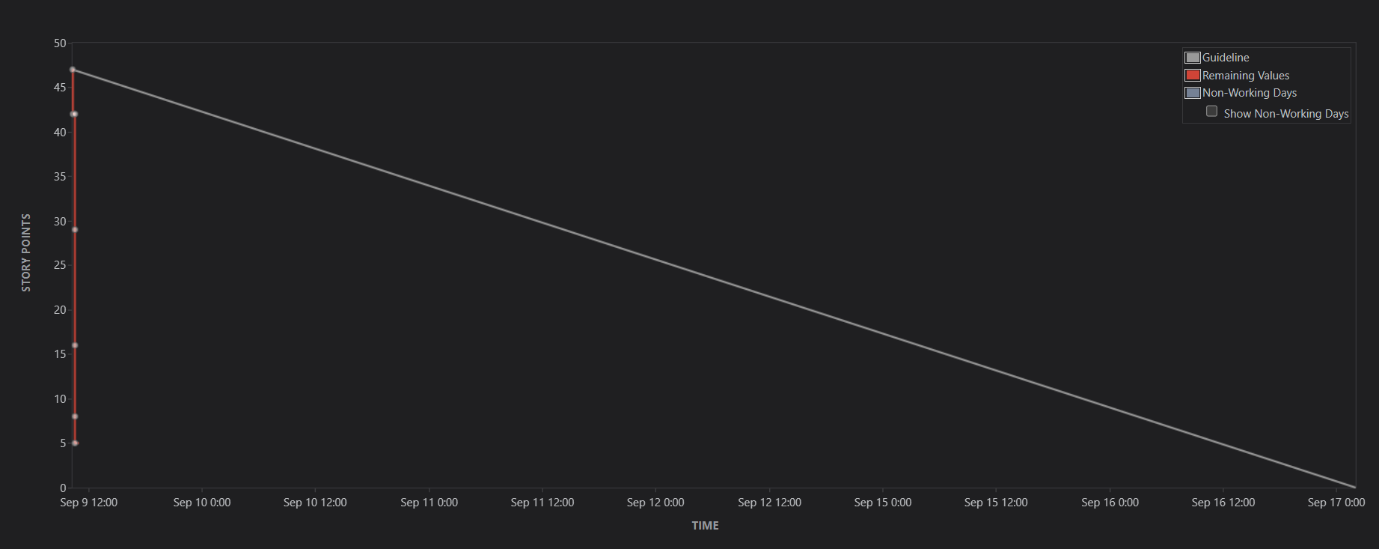 50
Guideline
Remaining Values
Non-Working Days
Show Non-Working Days
45
40
35
30
25
20
15
10
5
0
STORY POINTS
Sep 9 12:00 Sep 10 0:00 Sep 10 12:00 Sep 11 0:00 Sep 11 12:00 Sep 12 0:00 Sep 12 12:00 Sep 15 0:00 Sep 15 12:00 Sep 16 0:00 Sep 16 12:00 Sep 17 0:00
TIME